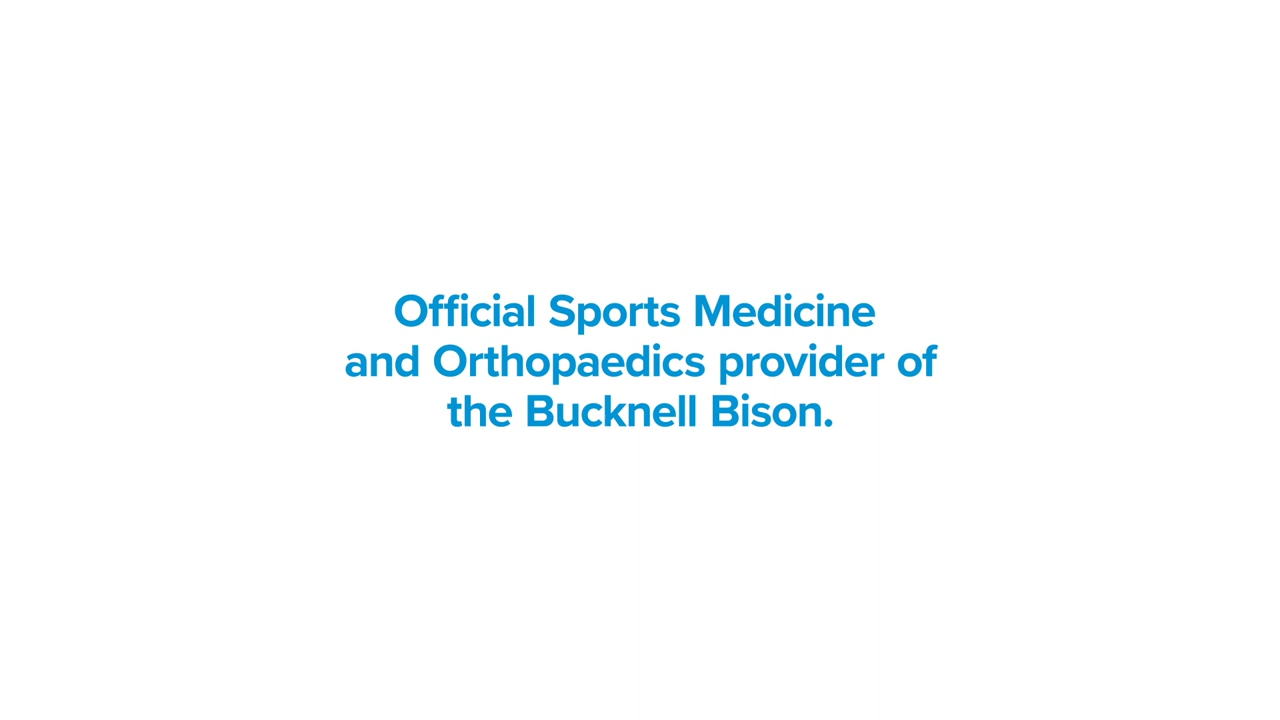 Official Sports Medicine
and Orthopaedics provider of
the Bucknell Bison.